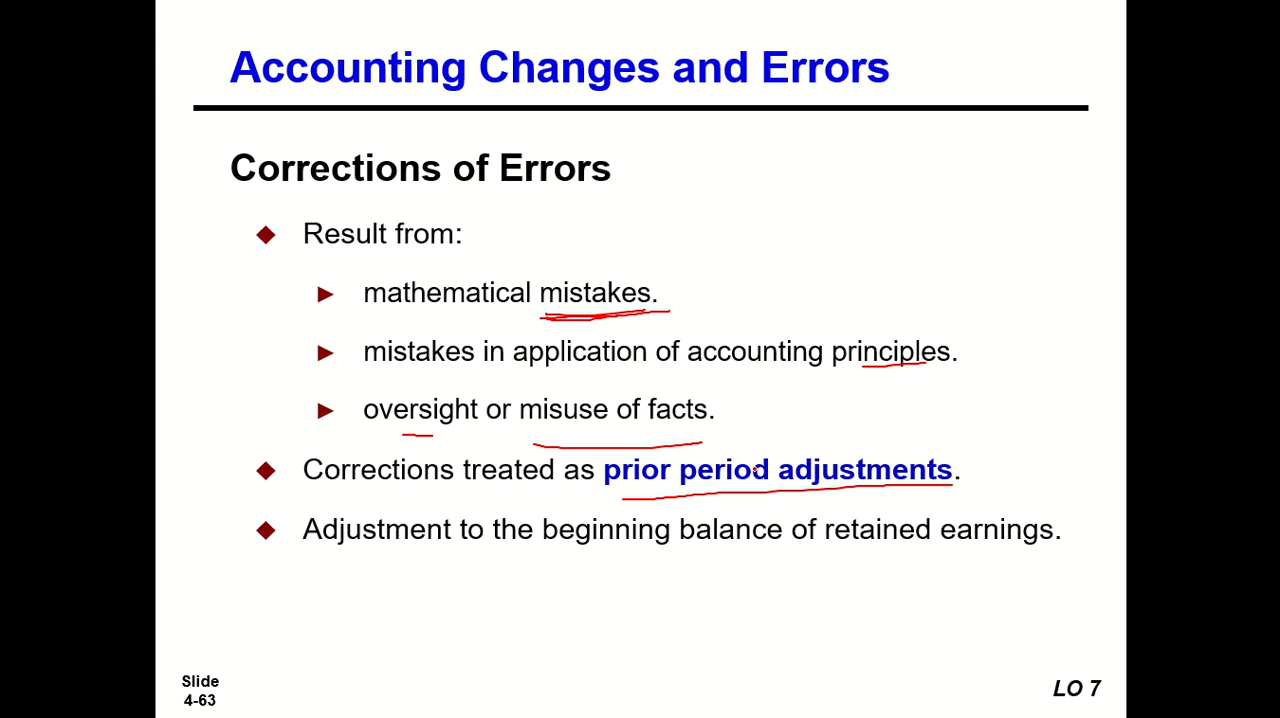 Accounting Changes and Errors
Corrections of Errors
Result from:
mathematical mistakes.
mistakes in application of accounting principles.
oversight or misuse of facts.
Corrections treated as prior period adjustments.
Adjustment to the beginning balance of retained earnings.
Slide
4-63
LO 7